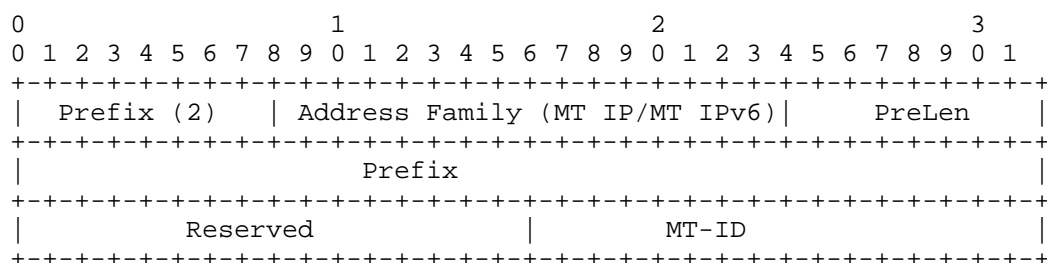 0                   1                   2                   3
0 1 2 3 4 5 6 7 8 9 0 1 2 3 4 5 6 7 8 9 0 1 2 3 4 5 6 7 8 9 0 1
+-+-+-+-+-+-+-+-+-+-+-+-+-+-+-+-+-+-+-+-+-+-+-+-+-+-+-+-+-+-+-+-+
|  Prefix (2)   | Address Family (MT IP/MT IPv6)|     PreLen    |
+-+-+-+-+-+-+-+-+-+-+-+-+-+-+-+-+-+-+-+-+-+-+-+-+-+-+-+-+-+-+-+-+
|                     Prefix                                    |
+-+-+-+-+-+-+-+-+-+-+-+-+-+-+-+-+-+-+-+-+-+-+-+-+-+-+-+-+-+-+-+-+
|          Reserved             |        MT-ID                  |
+-+-+-+-+-+-+-+-+-+-+-+-+-+-+-+-+-+-+-+-+-+-+-+-+-+-+-+-+-+-+-+-+